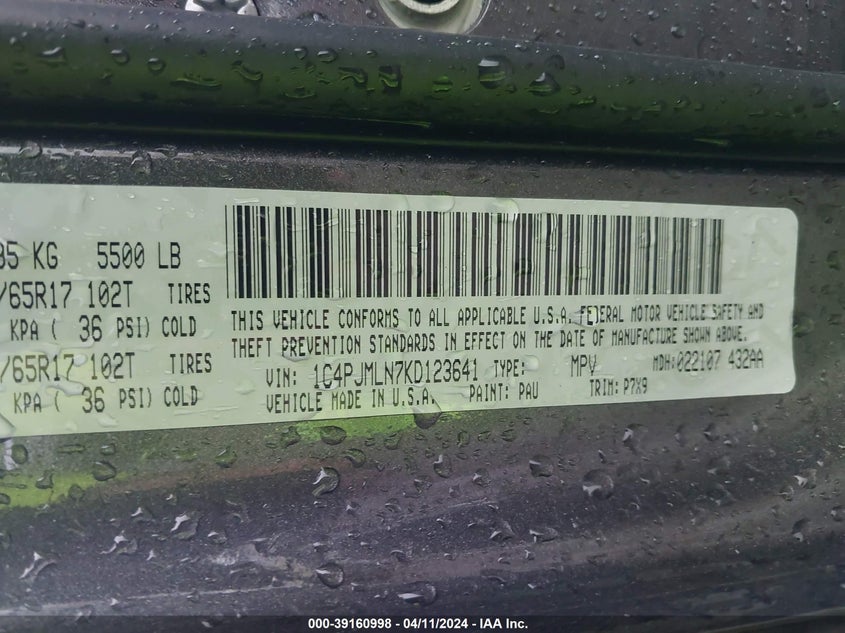 35 KG 5500 LB
/65R17 102T TIRES
KPA ( 36 PSI) COLD
/65R17 102T TIRES
KPA ( 36 PSI) COLD
THIS VEHICLE CONFORMS TO ALL APPLICABLE U.S.A. FEDERAL MOTOR VEHICLE SAFETY AND
THEFT PREVENTION STANDARDS IN EFFECT ON THE DATE OF MANUFACTURE SHOWN ABOVE.
VIN: 1C4PJMLN7KD123641 TYPE: MPV MDH:022107 432AA
VEHICLE MADE IN U.S.A. PAINT: PAU TRIM: P7X9
000-39160998 - 04/11/2024 - IAA Inc.